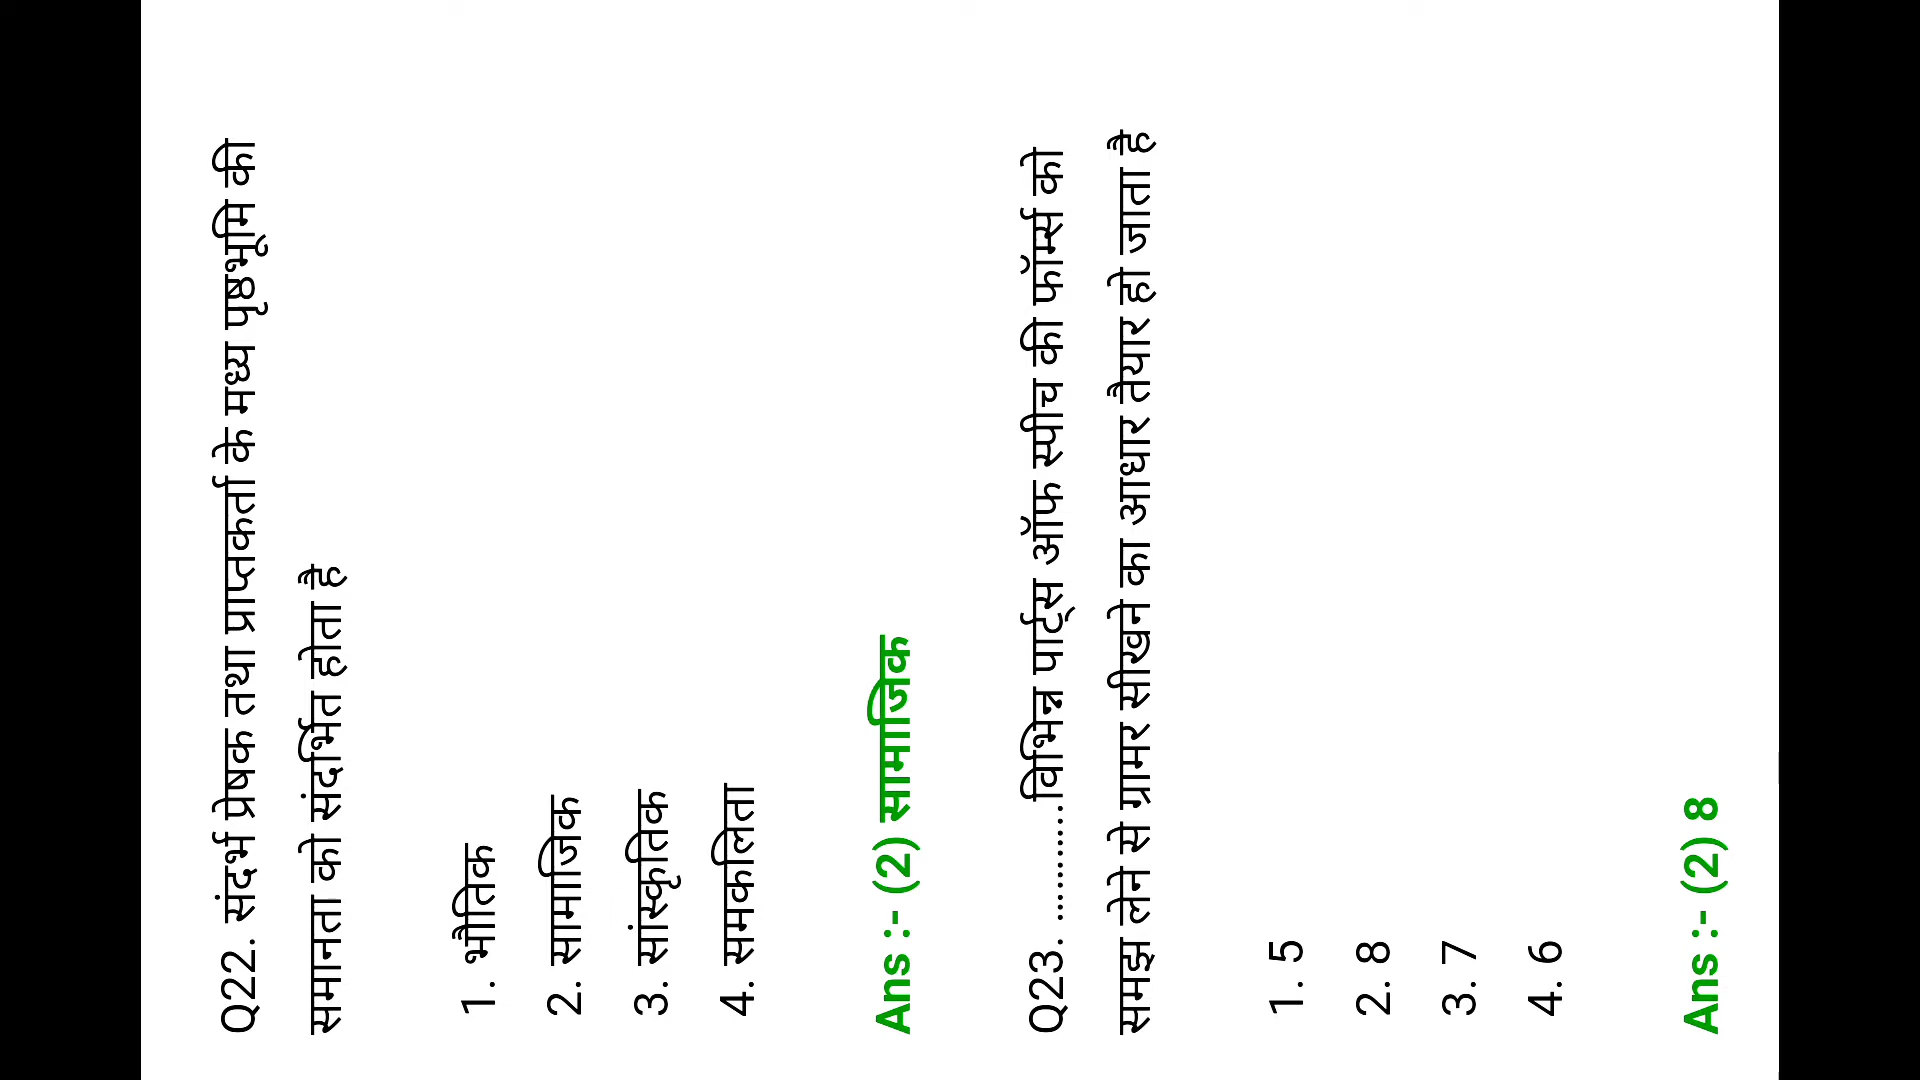 Q22. संदर्भ प्रेषक तथा प्राप्तकर्ता के मध्य पृष्ठभूमि की
समानता को संदर्भित होता है
1. भौतिक
2. सामाजिक
3. सांस्कृतिक
4. समकलिता
Ans :- (2) सामाजिक
Q23. ...........विभिन्न पार्ट्स ऑफ स्पीच की फॉर्म्स को
समझ लेने से ग्रामर सीखने का आधार तैयार हो जाता है
1. 5
2. 8
3. 7
4. 6
Ans :- (2) 8